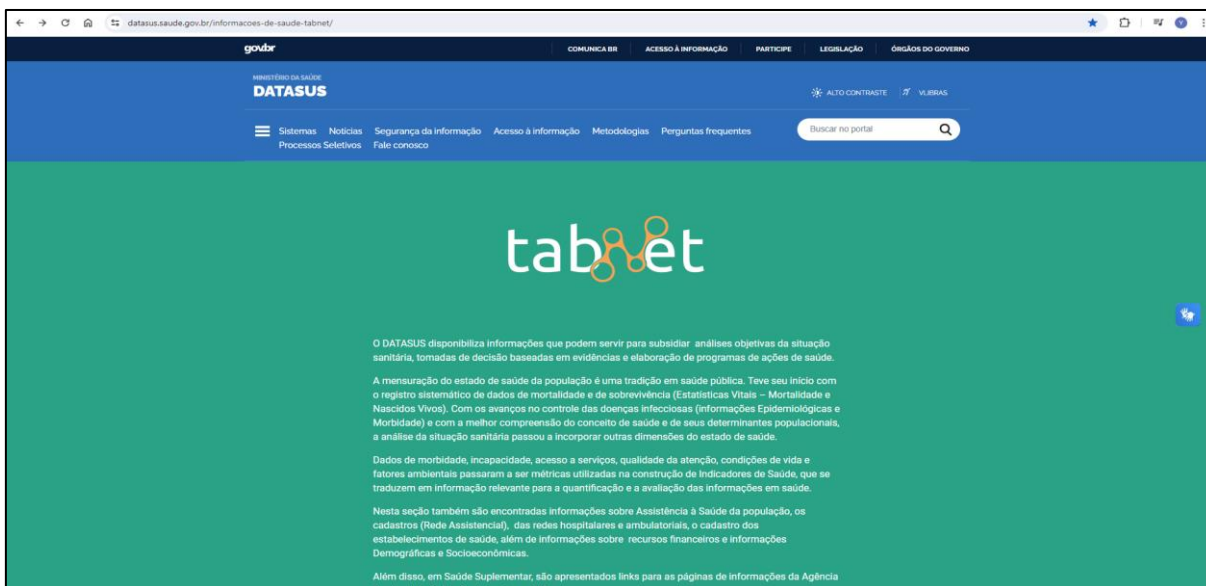 datasus.saude.gov.br/informacoes-de-saude-tabnet/
gov.br
COMUNICA BR
ACESSO À INFORMAÇÃO
PARTICIPE
LEGISLAÇÃO
ÓRGÃOS DO GOVERNO
MINISTÉRIO DA SAÚDE
DATASUS
ALTO CONTRASTE
VLIBRAS
Sistemas Notícias Segurança da informação Acesso à informação Metodologias Perguntas frequentes
Processos Seletivos Fale conosco
Buscar no portal
tabnet
O DATASUS disponibiliza informações que podem servir para subsidiar análises objetivas da situação
sanitária, tomadas de decisão baseadas em evidências e elaboração de programas de ações de saúde.
A mensuração do estado de saúde da população é uma tradição em saúde pública. Teve seu início com
o registro sistemático de dados de mortalidade e de sobrevivência (Estatísticas Vitais – Mortalidade e
Nascidos Vivos). Com os avanços no controle das doenças infecciosas (informações Epidemiológicas e
Morbidade) e com a melhor compreensão do conceito de saúde e de seus determinantes populacionais,
a análise da situação sanitária passou a incorporar outras dimensões do estado de saúde.
Dados de morbidade, incapacidade, acesso a serviços, qualidade da atenção, condições de vida e
fatores ambientais passaram a ser métricas utilizadas na construção de Indicadores de Saúde, que se
traduzem em informação relevante para a quantificação e a avaliação das informações em saúde.
Nesta seção também são encontradas informações sobre Assistência à Saúde da população, os
cadastros (Rede Assistencial), das redes hospitalares e ambulatoriais, o cadastro dos
estabelecimentos de saúde, além de informações sobre recursos financeiros e informações
Demográficas e Socioeconômicas.
Além disso, em Saúde Suplementar, são apresentados links para as páginas de informações da Agência